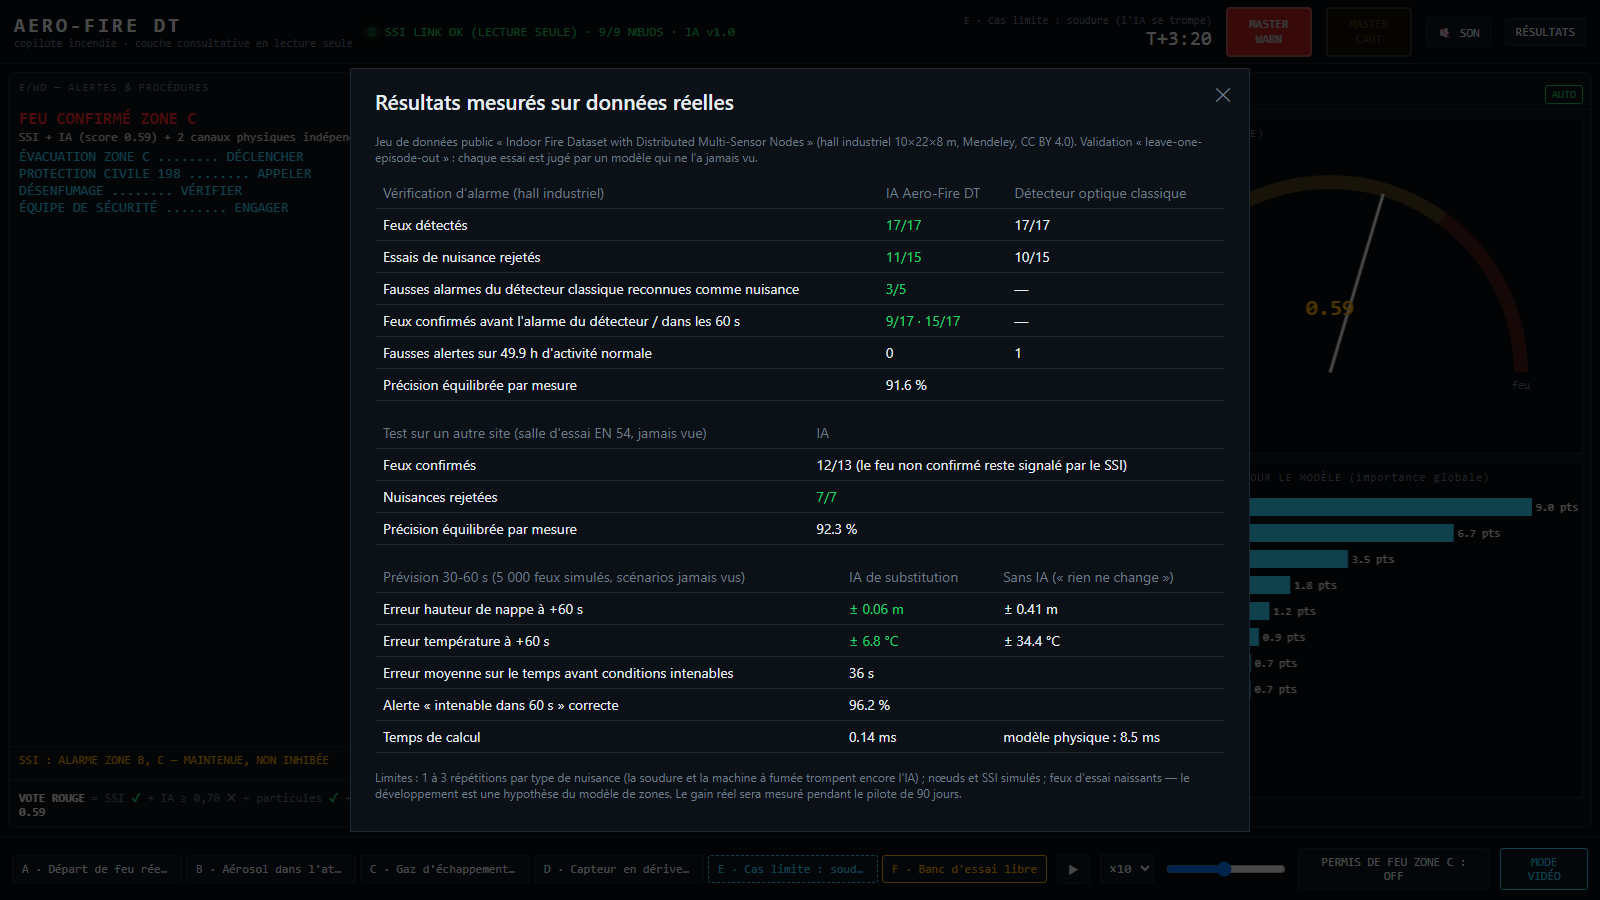 AERO-FIRE DT
copilote incendie · couche consultative en lecture seule
SSI LINK OK (LECTURE SEULE) · 9/9 NŒUDS · IA v1.0
E · Cas limite : soudure (l'IA se trompe)
T+3:20
MASTER WARN
MASTER CAUT
SON
RÉSULTATS
E/WD — ALERTES & PROCÉDURES
FEU CONFIRMÉ ZONE C
SSI + IA (score 0.59) + 2 canaux physiques indépen
ÉVACUATION ZONE C ........ DÉCLENCHER
PROTECTION CIVILE 198 ........ APPELER
DÉSENFUMAGE ........ VÉRIFIER
ÉQUIPE DE SÉCURITÉ ........ ENGAGER
SSI : ALARME ZONE B, C — MAINTENUE, NON INHIBÉE
VOTE ROUGE = SSI ✓ + IA ≥ 0,70 ✕ + particules ✓ +
0.59
Résultats mesurés sur données réelles
Jeu de données public « Indoor Fire Dataset with Distributed Multi-Sensor Nodes » (hall industriel 10×22×8 m, Mendeley, CC BY 4.0). Validation « leave-one-
episode-out » : chaque essai est jugé par un modèle qui ne l'a jamais vu.
Vérification d'alarme (hall industriel) IA Aero-Fire DT Détecteur optique classique
Feux détectés 17/17 17/17
Essais de nuisance rejetés 11/15 10/15
Fausses alarmes du détecteur classique reconnues comme nuisance 3/5 —
Feux confirmés avant l'alarme du détecteur / dans les 60 s 9/17 · 15/17 —
Fausses alertes sur 49.9 h d'activité normale 0 1
Précision équilibrée par mesure 91.6 %
Test sur un autre site (salle d'essai EN 54, jamais vue) IA
Feux confirmés 12/13 (le feu non confirmé reste signalé par le SSI)
Nuisances rejetées 7/7
Précision équilibrée par mesure 92.3 %
Prévision 30-60 s (5 000 feux simulés, scénarios jamais vus) IA de substitution Sans IA (« rien ne change »)
Erreur hauteur de nappe à +60 s ± 0.06 m ± 0.41 m
Erreur température à +60 s ± 6.8 °C ± 34.4 °C
Erreur moyenne sur le temps avant conditions intenables 36 s
Alerte « intenable dans 60 s » correcte 96.2 %
Temps de calcul 0.14 ms modèle physique : 8.5 ms
Limites : 1 à 3 répétitions par type de nuisance (la soudure et la machine à fumée trompent encore l'IA) ; nœuds et SSI simulés ; feux d'essai naissants — le
développement est une hypothèse du modèle de zones. Le gain réel sera mesuré pendant le pilote de 90 jours.
AUTO
E)
0.59
feu
OUR LE MODÈLE (importance globale)
9.0 pts
6.7 pts
3.5 pts
1.8 pts
1.2 pts
0.9 pts
0.7 pts
0.7 pts
A · Départ de feu rée…
B · Aérosol dans l'at…
C · Gaz d'échappement…
D · Capteur en dérive…
E · Cas limite : soud…
F · Banc d'essai libre
×10
PERMIS DE FEU ZONE C :
OFF
MODE
VIDÉO